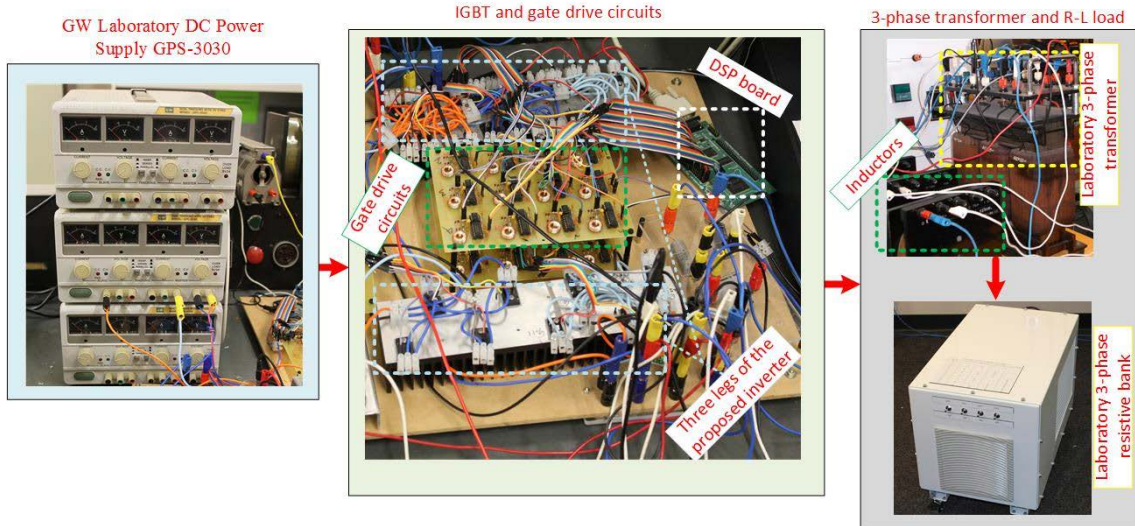 GW Laboratory DC Power
Supply GPS-3030
IGBT and gate drive circuits
DSP board
Gate drive
circuits
Three legs of the
proposed inverter
3-phase transformer and R-L load
Inductors
Laboratory 3-phase
transformer
Laboratory 3-phase
resistive bank